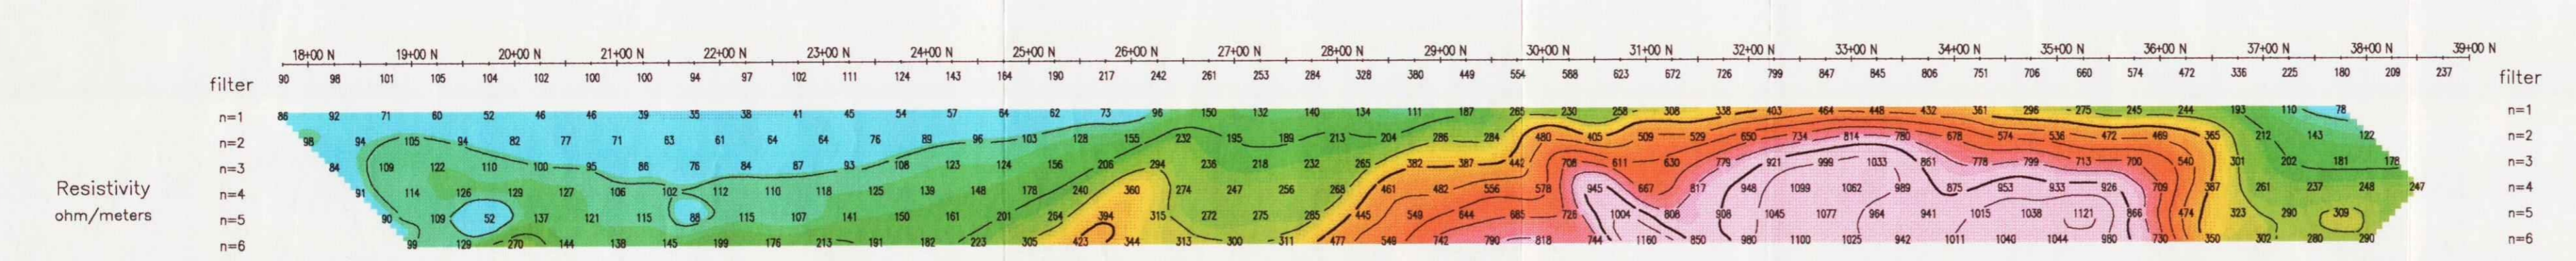 18+00 N 19+00 N 20+00 N 21+00 N 22+00 N 23+00 N 24+00 N 25+00 N 26+00 N 27+00 N 28+00 N 29+00 N 30+00 N 31+00 N 32+00 N 33+00 N 34+00 N 35+00 N 36+00 N 37+00 N 38+00 N 39+00 N
filter 90 98 101 105 104 102 100 100 94 97 102 111 124 143 164 190 217 242 261 253 284 328 380 449 554 568 623 672 726 799 847 845 806 751 706 660 574 472 336 225 180 209 237 filter
n=1 86 92 71 60 52 46 46 39 35 38 41 45 54 57 64 62 73 96 150 132 140 134 111 187 265 230 258 308 338 403 464 448 432 361 296 275 245 244 193 110 78 n=1
n=2 98 94 105 94 82 77 71 63 61 64 64 76 89 96 103 128 155 232 195 189 213 204 286 284 480 405 509 529 650 734 814 780 678 574 536 472 469 365 212 143 122 n=2
n=3 84 109 122 110 100 95 86 76 84 87 93 108 123 124 156 206 294 236 218 232 265 382 387 442 708 611 630 779 921 999 1033 861 778 799 713 700 540 301 202 181 178 n=3
Resistivity
n=4 91 114 126 129 127 106 102 112 110 118 125 139 148 178 240 360 274 247 256 268 461 482 556 578 945 667 817 948 1099 1062 989 875 953 933 926 709 387 261 237 248 247 n=4
ohm/meters
n=5 90 109 52 137 121 115 88 115 107 141 150 161 201 264 394 315 272 275 285 445 549 644 685 726 1004 806 908 1045 1077 964 941 1015 1038 1121 866 474 323 290 309 n=5
n=6 99 129 270 144 138 145 199 176 213 191 182 223 305 423 344 313 300 311 477 546 742 790 818 744 1160 850 980 1100 1025 942 1011 1040 1044 980 730 350 302 280 290 n=6